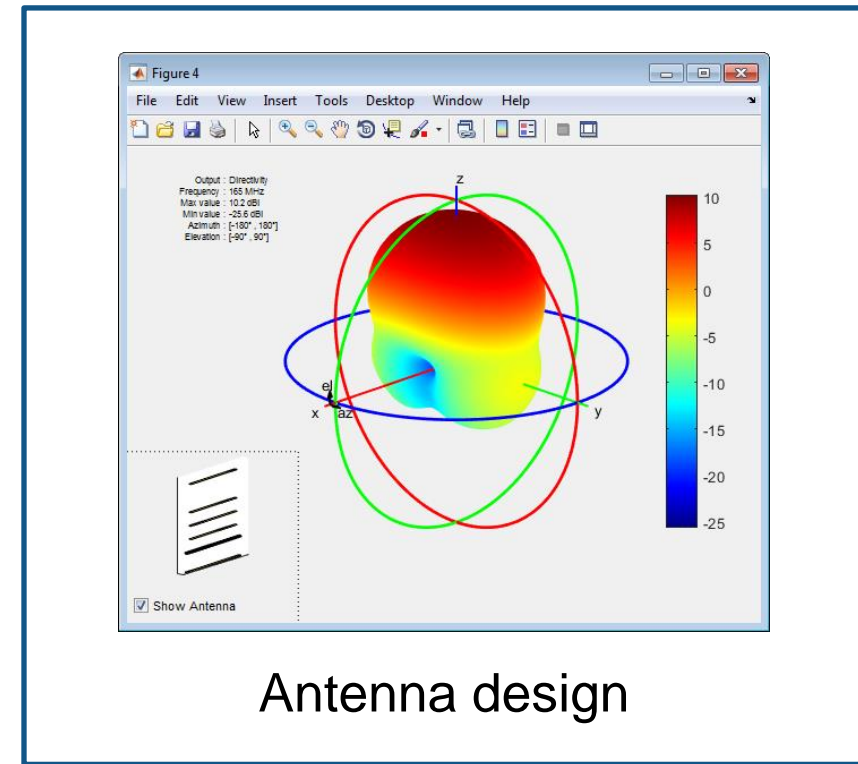 Figure 4
File Edit View Insert Tools Desktop Window Help
Output : Directivity
Frequency : 165 MHz
Max value : 10.2 dBi
Min value : -25.6 dBi
Azimuth : [-180° , 180°]
Elevation : [-90° , 90°]
z
10
5
0
-5
-10
-15
-20
-25
el
x az
y
Show Antenna
Antenna design